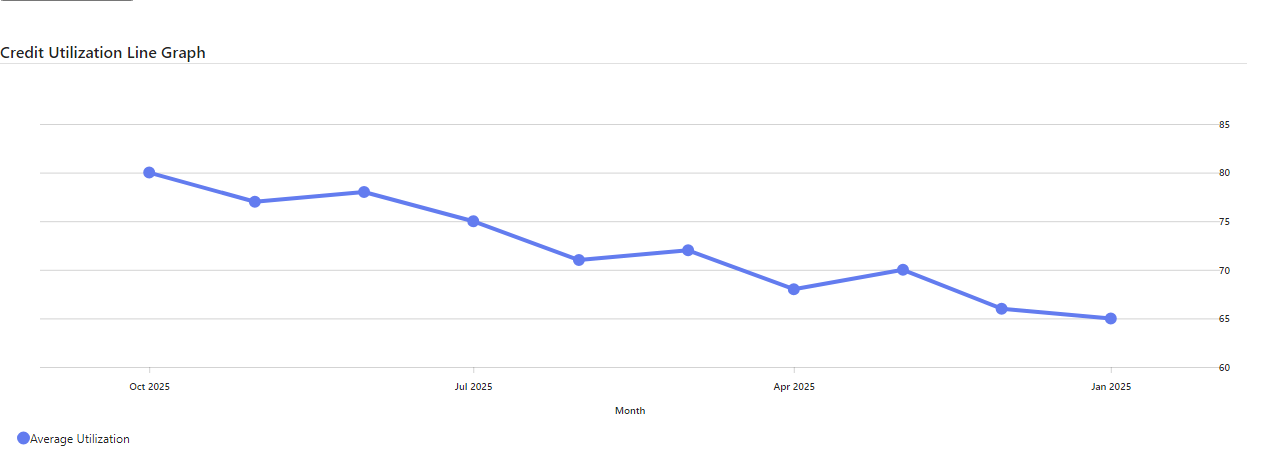 Credit Utilization Line Graph
85
80
75
70
65
60
Oct 2025 Jul 2025 Apr 2025 Jan 2025
Month
Average Utilization